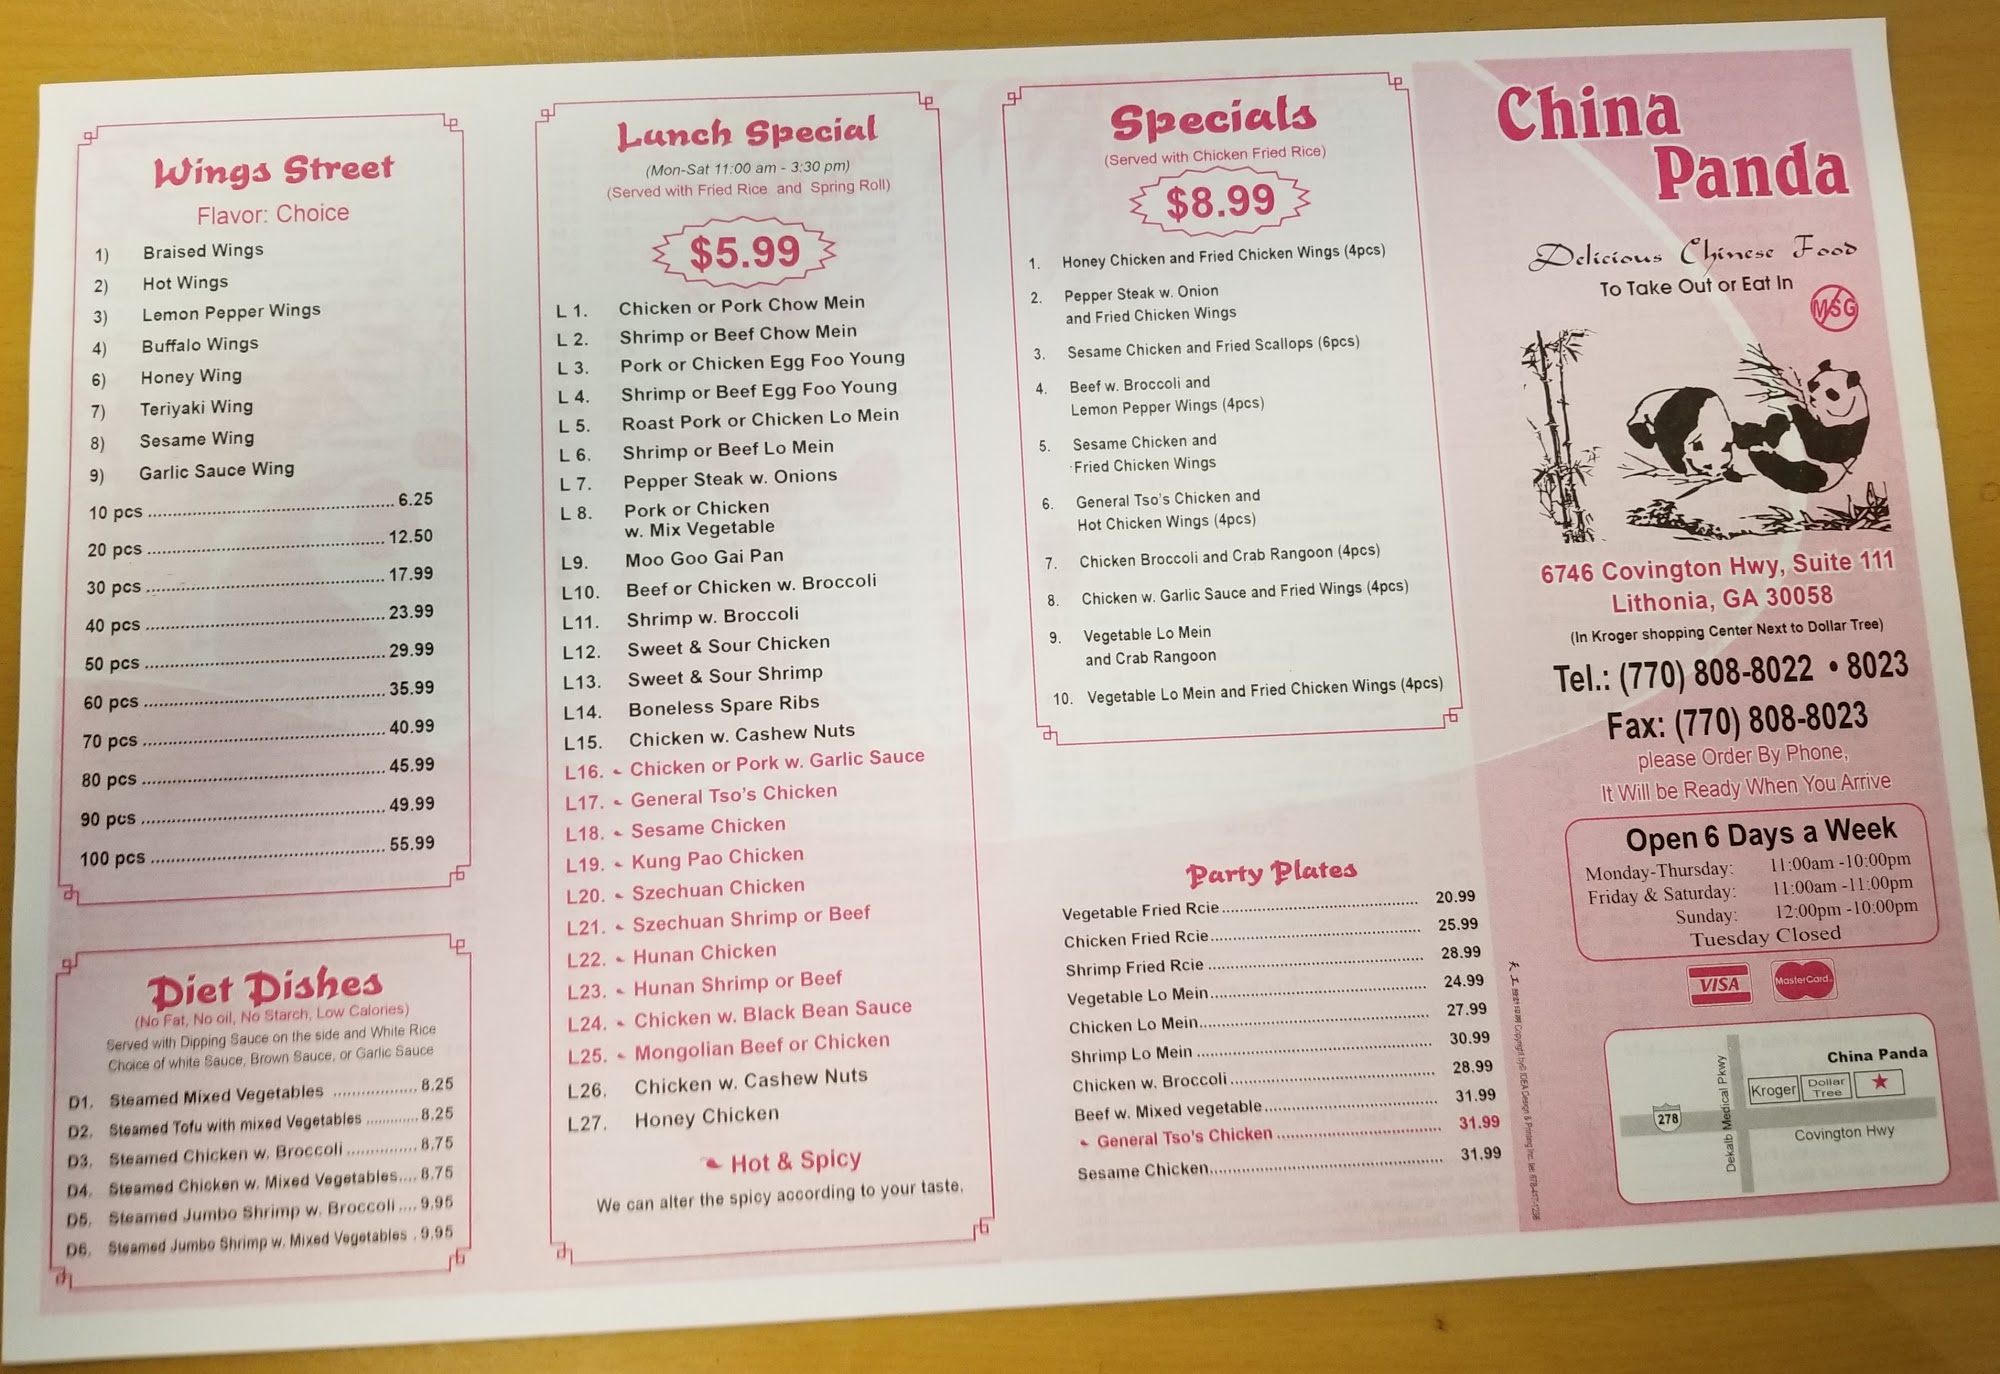 Wings Street
Flavor: Choice
1) Braised Wings
2) Hot Wings
3) Lemon Pepper Wings
4) Buffalo Wings
6) Honey Wing
7) Teriyaki Wing
8) Sesame Wing
9) Garlic Sauce Wing
10 pcs ........ 6.25
20 pcs ........ 12.50
30 pcs ........ 17.99
40 pcs ........ 23.99
50 pcs ........ 29.99
60 pcs ........ 35.99
70 pcs ........ 40.99
80 pcs ........ 45.99
90 pcs ........ 49.99
100 pcs ........ 55.99
Diet Dishes
(No Fat, No oil, No Starch, Low Calories)
Served with Dipping Sauce on the side and White Rice
Choice of white Sauce, Brown Sauce, or Garlic Sauce
D1. Steamed Mixed Vegetables ........ 8.25
D2. Steamed Tofu with mixed Vegetables ........ 8.25
D3. Steamed Chicken w. Broccoli ........ 8.75
D4. Steamed Chicken w. Mixed Vegetables.... 8.75
D5. Steamed Jumbo Shrimp w. Broccoli .... 9.95
D6. Steamed Jumbo Shrimp w. Mixed Vegetables . 9.95
Lunch Special
(Mon-Sat 11:00 am - 3:30 pm)
(Served with Fried Rice and Spring Roll)
$5.99
L 1. Chicken or Pork Chow Mein
L 2. Shrimp or Beef Chow Mein
L 3. Pork or Chicken Egg Foo Young
L 4. Shrimp or Beef Egg Foo Young
L 5. Roast Pork or Chicken Lo Mein
L 6. Shrimp or Beef Lo Mein
L 7. Pepper Steak w. Onions
L 8. Pork or Chicken
w. Mix Vegetable
L9. Moo Goo Gai Pan
L10. Beef or Chicken w. Broccoli
L11. Shrimp w. Broccoli
L12. Sweet & Sour Chicken
L13. Sweet & Sour Shrimp
L14. Boneless Spare Ribs
L15. Chicken w. Cashew Nuts
L16. Chicken or Pork w. Garlic Sauce
L17. General Tso's Chicken
L18. Sesame Chicken
L19. Kung Pao Chicken
L20. Szechuan Chicken
L21. Szechuan Shrimp or Beef
L22. Hunan Chicken
L23. Hunan Shrimp or Beef
L24. Chicken w. Black Bean Sauce
L25. Mongolian Beef or Chicken
L26. Chicken w. Cashew Nuts
L27. Honey Chicken
Hot & Spicy
We can alter the spicy according to your taste.
Specials
(Served with Chicken Fried Rice)
$8.99
1. Honey Chicken and Fried Chicken Wings (4pcs)
2. Pepper Steak w. Onion
and Fried Chicken Wings
3. Sesame Chicken and Fried Scallops (6pcs)
4. Beef w. Broccoli and
Lemon Pepper Wings (4pcs)
5. Sesame Chicken and
Fried Chicken Wings
6. General Tso's Chicken and
Hot Chicken Wings (4pcs)
7. Chicken Broccoli and Crab Rangoon (4pcs)
8. Chicken w. Garlic Sauce and Fried Wings (4pcs)
9. Vegetable Lo Mein
and Crab Rangoon
10. Vegetable Lo Mein and Fried Chicken Wings (4pcs)
Party Plates
Vegetable Fried Rcie ........ 20.99
Chicken Fried Rcie ........ 25.99
Shrimp Fried Rcie ........ 28.99
Vegetable Lo Mein ........ 24.99
Chicken Lo Mein ........ 27.99
Shrimp Lo Mein ........ 30.99
Chicken w. Broccoli ........ 28.99
Beef w. Mixed vegetable ........ 31.99
General Tso's Chicken ........ 31.99
Sesame Chicken ........ 31.99
China
Panda
Delicious Chinese Food
To Take Out or Eat In
MSG
6746 Covington Hwy, Suite 111
Lithonia, GA 30058
(In Kroger shopping Center Next to Dollar Tree)
Tel.: (770) 808-8022 • 8023
Fax: (770) 808-8023
please Order By Phone,
It Will be Ready When You Arrive
Open 6 Days a Week
Monday-Thursday: 11:00am -10:00pm
Friday & Saturday: 11:00am -11:00pm
Sunday: 12:00pm -10:00pm
Tuesday Closed
VISA MasterCard
China Panda
Kroger Dollar Tree
278
Dekalb Medical Pkwy
Covington Hwy